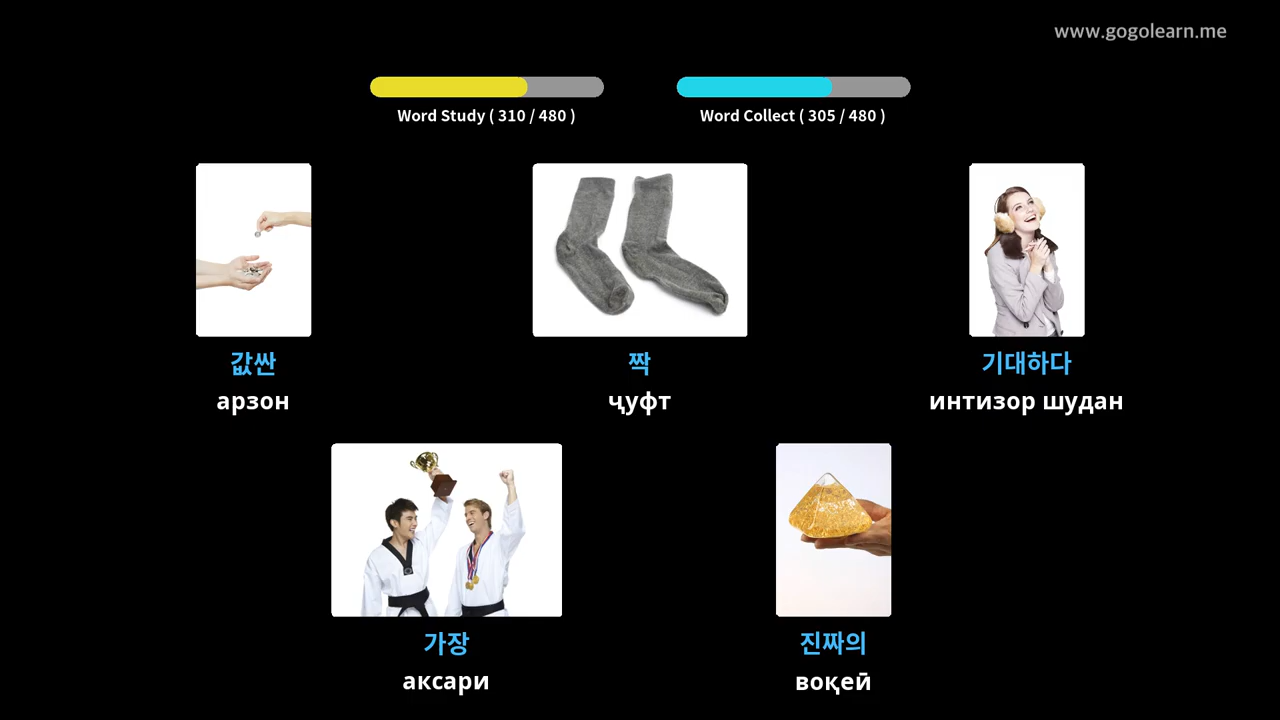 www.gogolearn.me
Word Study ( 310 / 480 )
Word Collect ( 305 / 480 )
값싼
арзон
짝
ҷуфт
기대하다
интизор шудан
가장
аксари
진짜의
воқеӣ